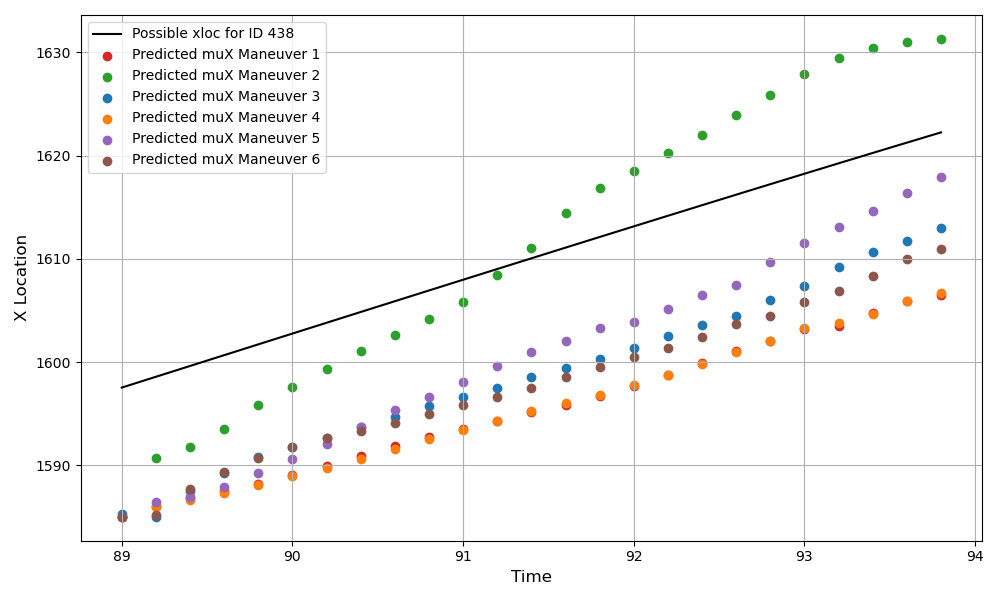 Possible xloc for ID 438
Predicted muX Maneuver 1
Predicted muX Maneuver 2
Predicted muX Maneuver 3
Predicted muX Maneuver 4
Predicted muX Maneuver 5
Predicted muX Maneuver 6
1630
1620
1610
1600
1590
X Location
89 90 91 92 93 94
Time